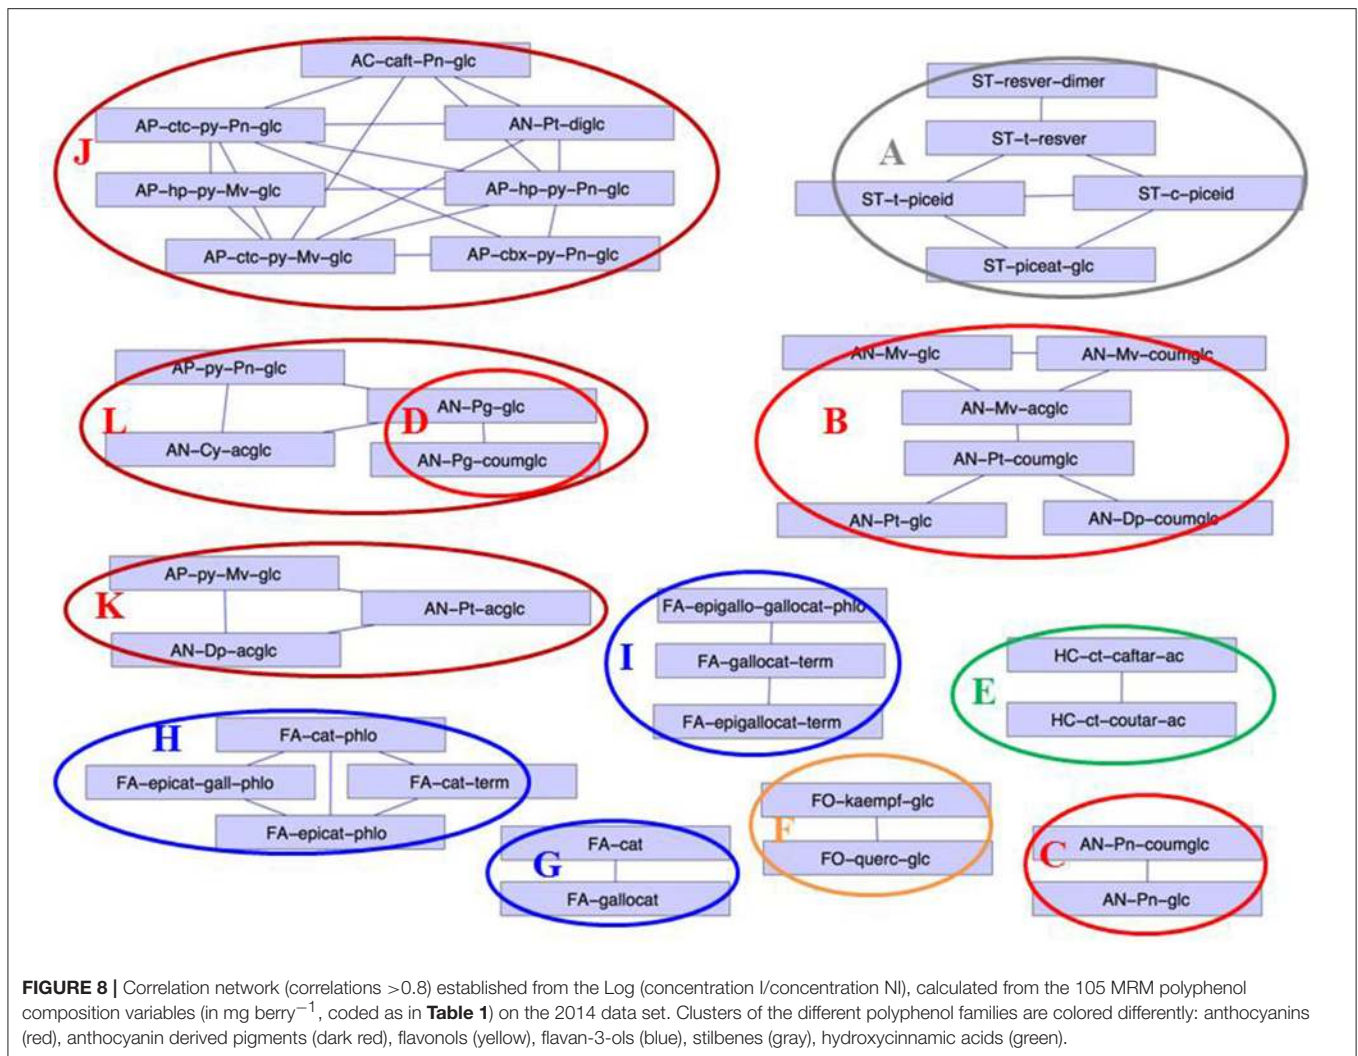 AC–caft–Pn–glc
AP–ctc–py–Pn–glc
AN–Pt–diglc
J
AP–hp–py–Mv–glc
AP–hp–py–Pn–glc
AP–ctc–py–Mv–glc
AP–cbx–py–Pn–glc
ST–resver–dimer
ST–t–resver
A
ST–t–piceid
ST–c–piceid
ST–piceat–glc
AP–py–Pn–glc
AN–Pg–glc
L
D
AN–Cy–acglc
AN–Pg–coumglc
AN–Mv–glc
AN–Mv–coumglc
AN–Mv–acglc
B
AN–Pt–coumglc
AN–Pt–glc
AN–Dp–coumglc
AP–py–Mv–glc
K
AN–Pt–acglc
AN–Dp–acglc
FA–epigallo–gallocat–phlo
I
FA–gallocat–term
FA–epigallocat–term
HC–ct–caftar–ac
E
HC–ct–coutar–ac
H
FA–cat–phlo
FA–epicat–gall–phlo
FA–cat–term
FA–epicat–phlo
FA–cat
G
FA–gallocat
FO–kaempf–glc
F
FO–querc–glc
AN–Pn–coumglc
C
AN–Pn–glc
FIGURE 8 | Correlation network (correlations >0.8) established from the Log (concentration I/concentration NI), calculated from the 105 MRM polyphenol
composition variables (in mg berry−1, coded as in Table 1) on the 2014 data set. Clusters of the different polyphenol families are colored differently: anthocyanins
(red), anthocyanin derived pigments (dark red), flavonols (yellow), flavan-3-ols (blue), stilbenes (gray), hydroxycinnamic acids (green).